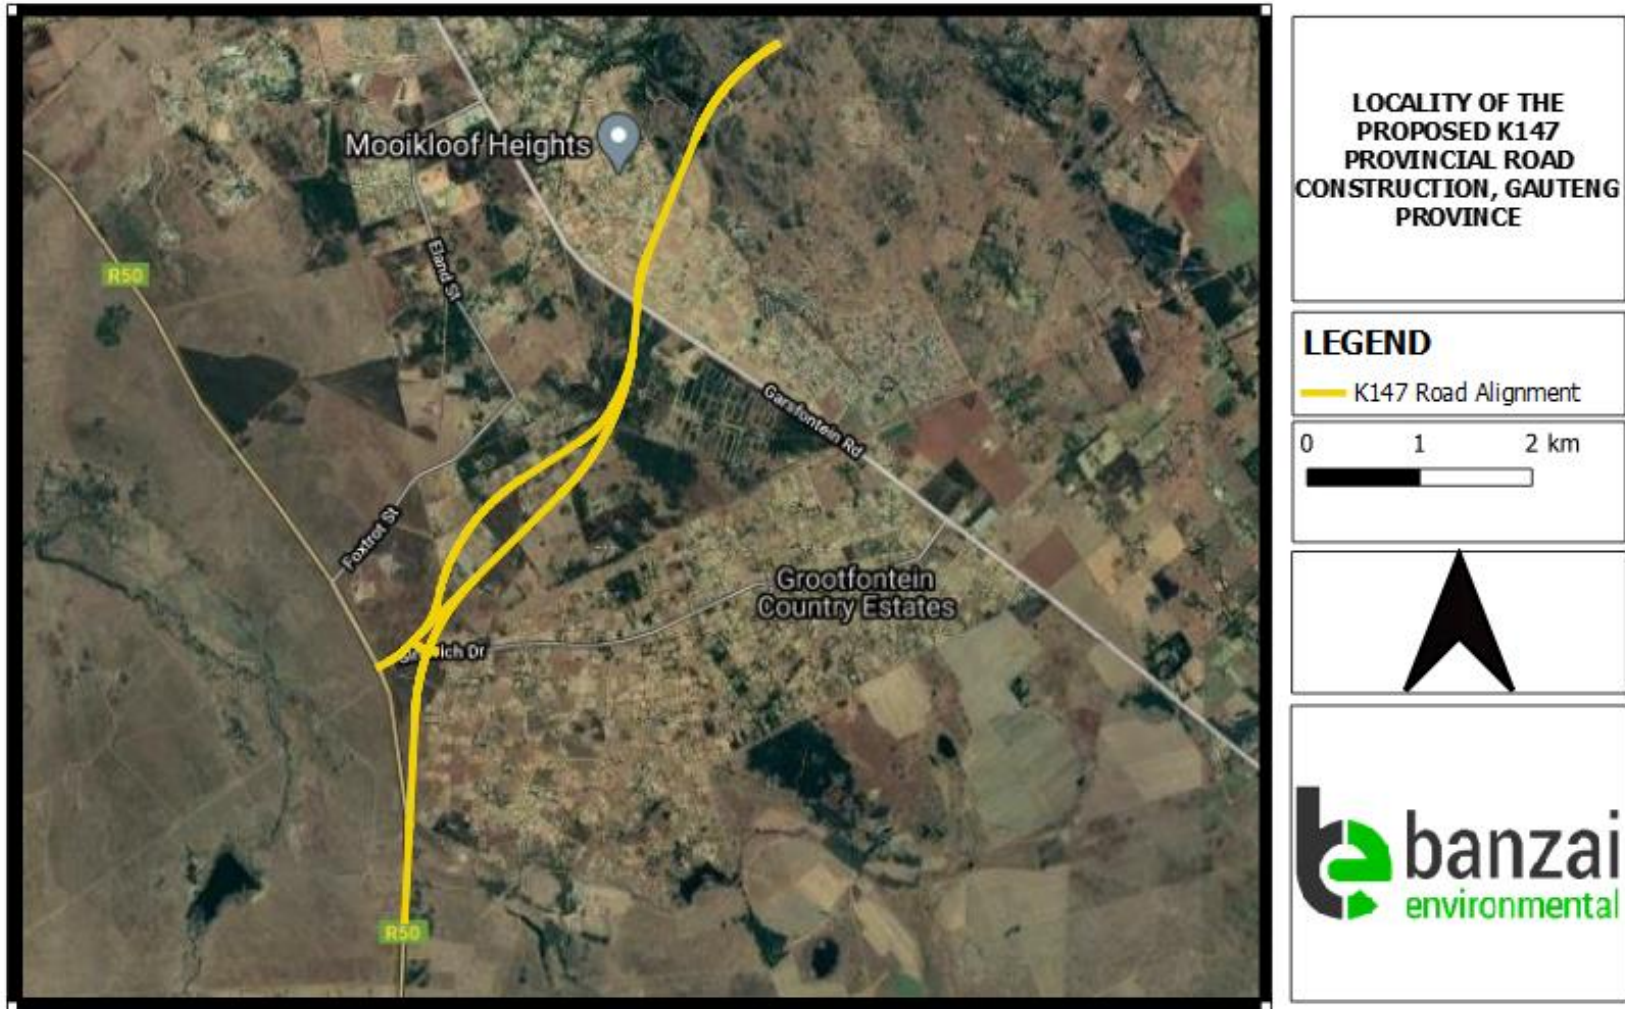 Mooikloof Heights
R50
Eland St
Garsfontein Rd
Foxtrot St
Grootfontein
Country Estates
Dr
R50
LOCALITY OF THE
PROPOSED K147
PROVINCIAL ROAD
CONSTRUCTION, GAUTENG
PROVINCE
LEGEND
K147 Road Alignment
0 1 2 km
banzai
environmental